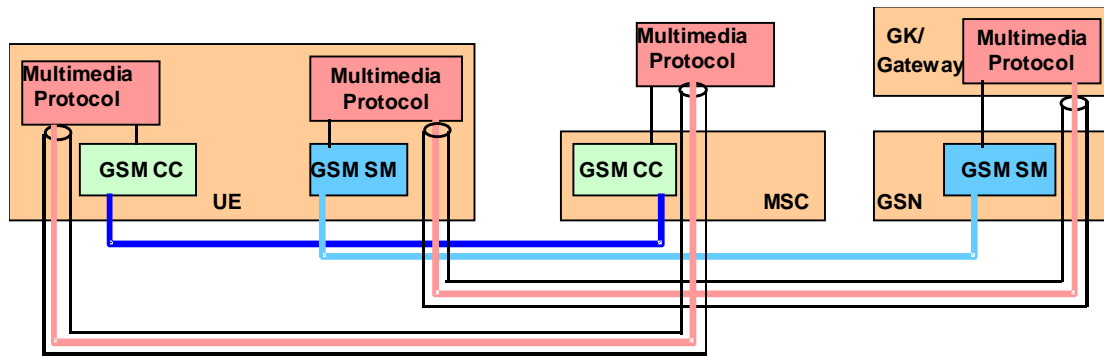 Multimedia
Protocol
GSM CC
Multimedia
Protocol
GSM SM
UE
Multimedia
Protocol
GSM CC
MSC
GK/
Gateway
Multimedia
Protocol
GSM SM
GSN